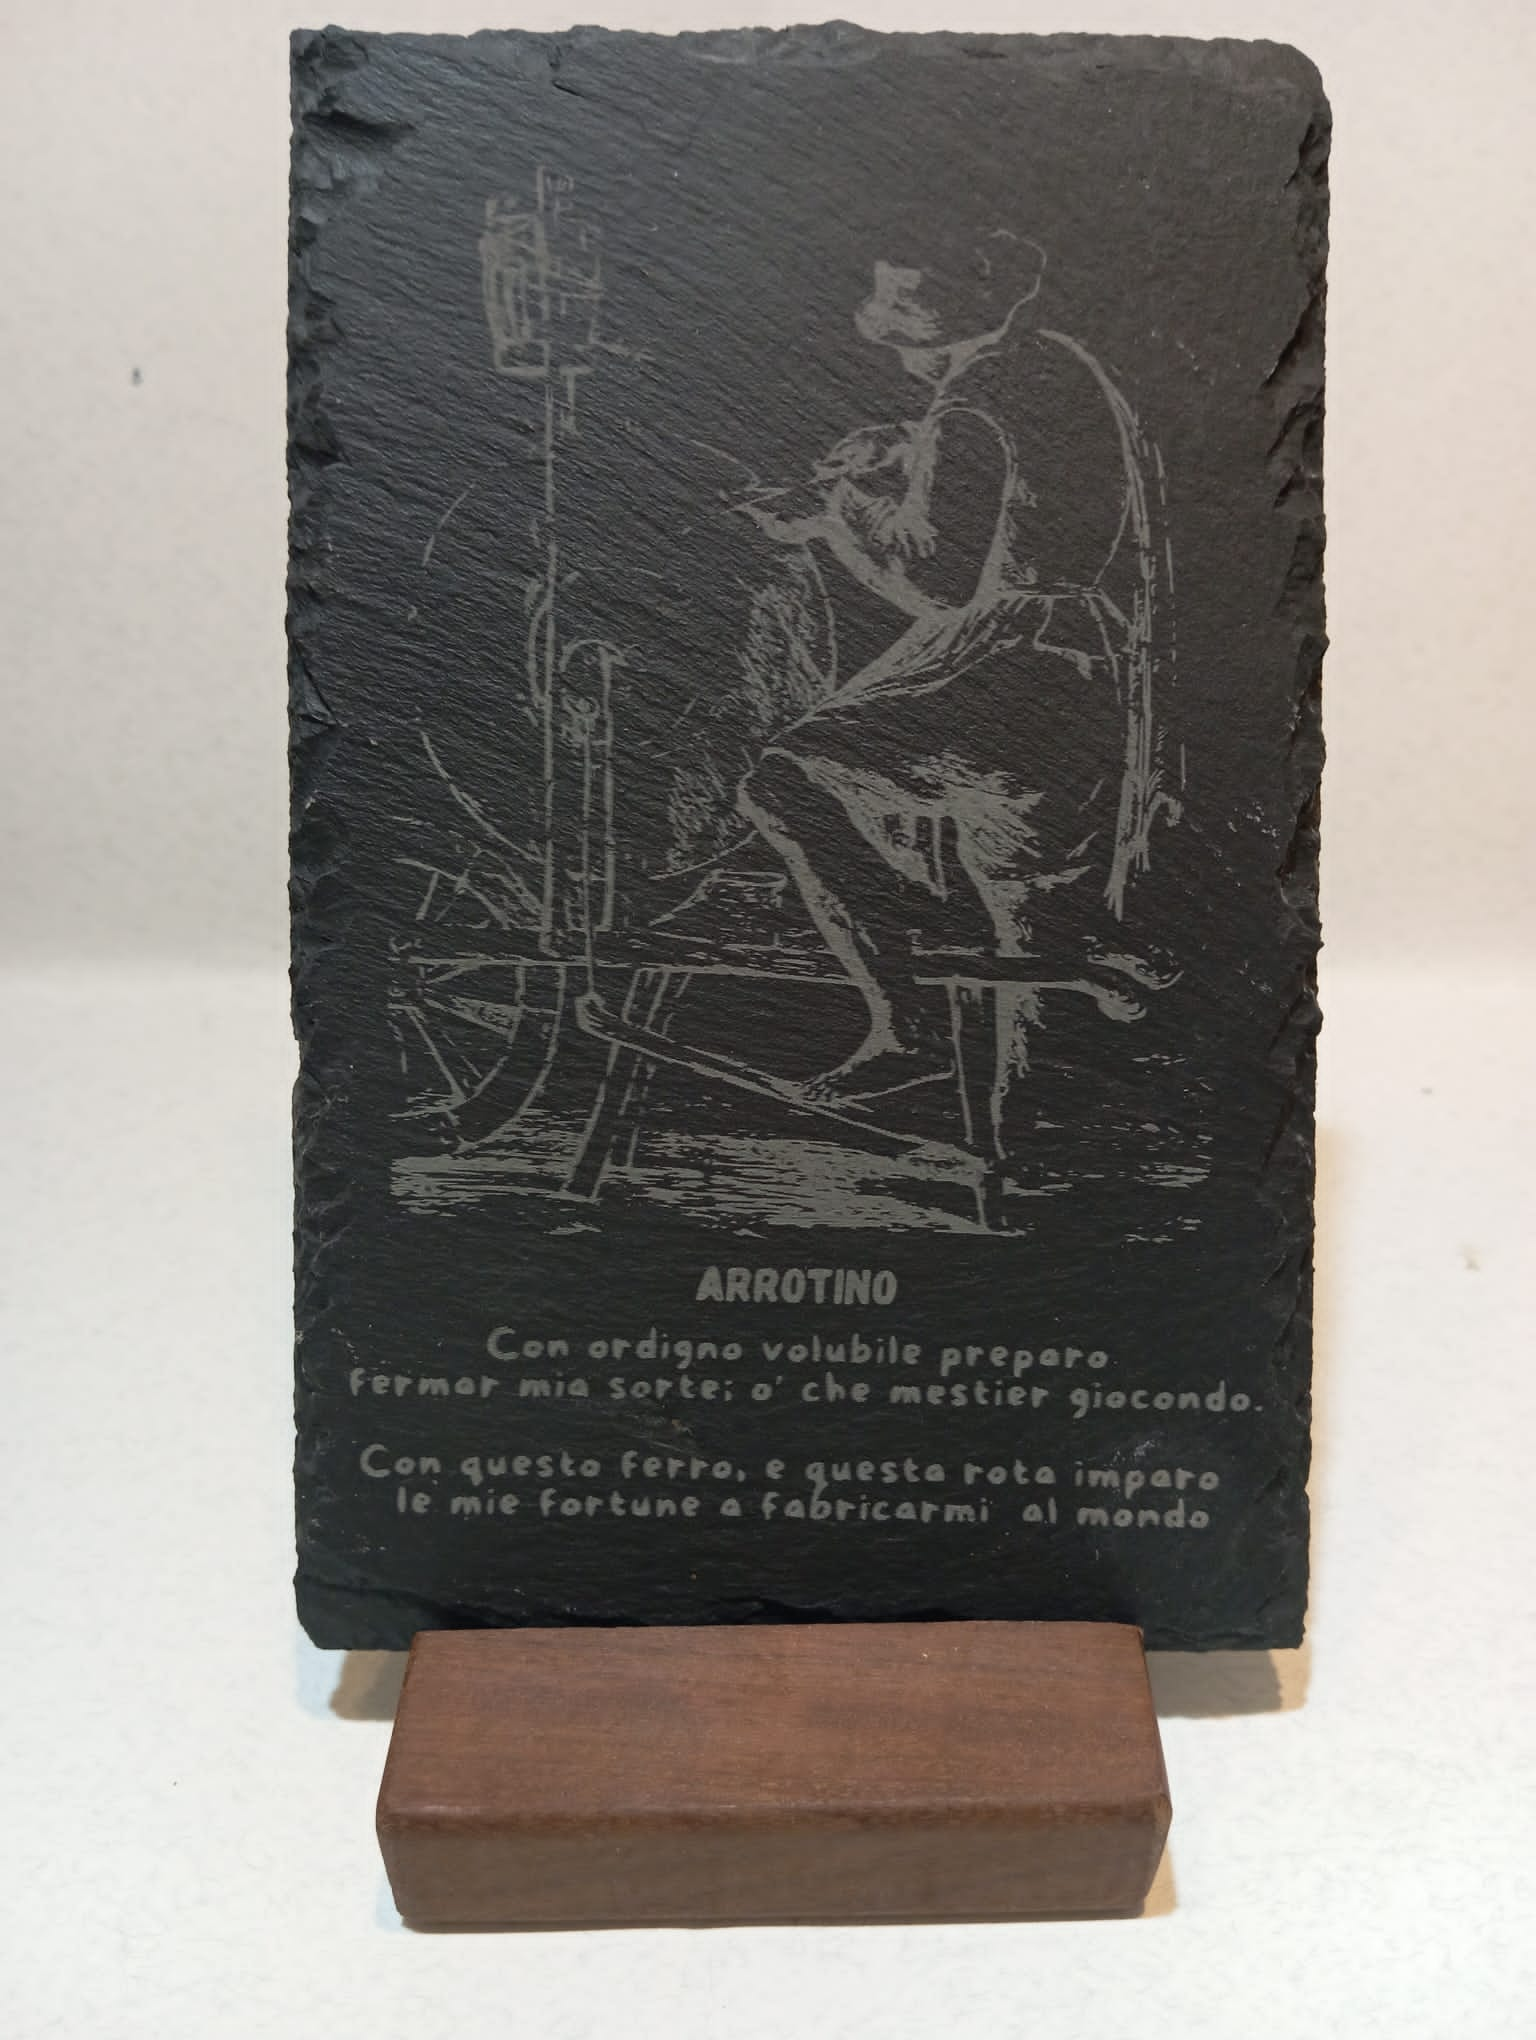 ARROTINO
Con ordigno volubile preparo
fermar mia sorte; o' che mestier giocondo.
Con questo ferro, e questa rota imparo
le mie fortune a fabricarmi al mondo